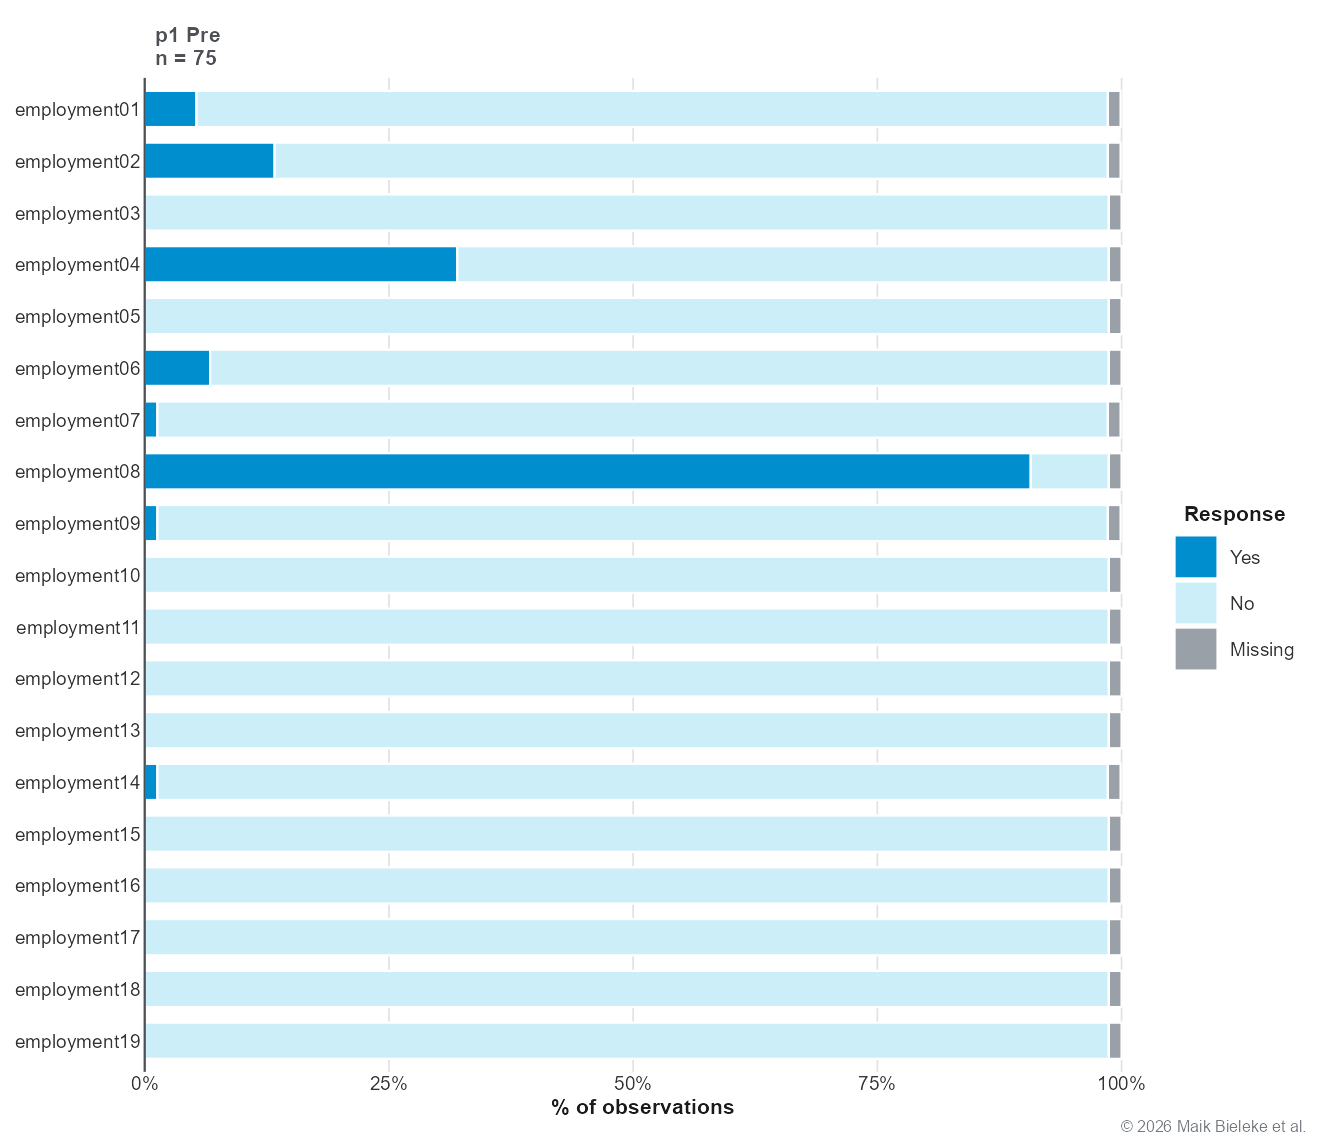 p1 Pre
n = 75
employment01
employment02
employment03
employment04
employment05
employment06
employment07
employment08
employment09
employment10
employment11
employment12
employment13
employment14
employment15
employment16
employment17
employment18
employment19
0%
25%
50%
75%
100%
% of observations
Response
Yes
No
Missing
© 2026 Maik Bieleke et al.